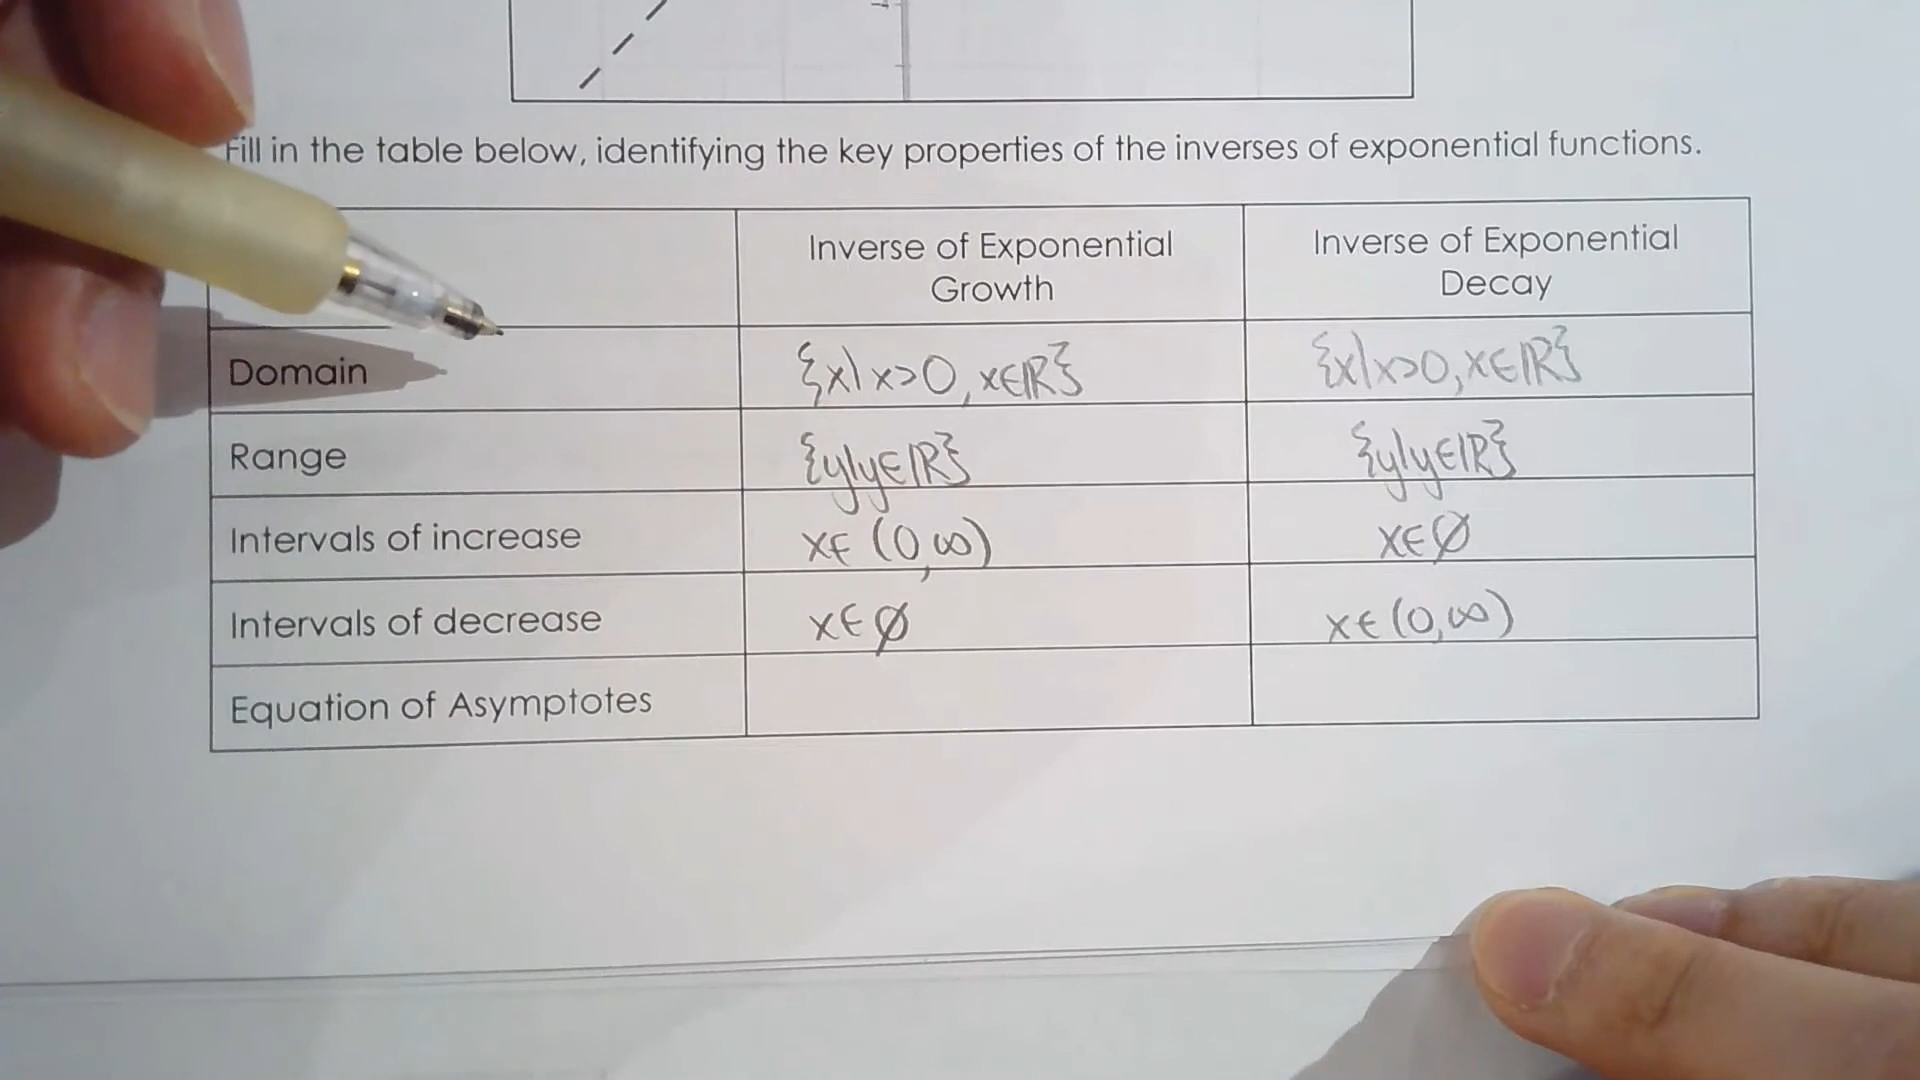 Fill in the table below, identifying the key properties of the inverses of exponential functions.
Inverse of Exponential
Growth
Inverse of Exponential
Decay
Domain
{x|x>0, x∈ℝ}
{x|x>0, x∈ℝ}
Range
{y|y∈ℝ}
{y|y∈ℝ}
Intervals of increase
x∈ (0,∞)
x∈∅
Intervals of decrease
x∈∅
x∈ (0,∞)
Equation of Asymptotes